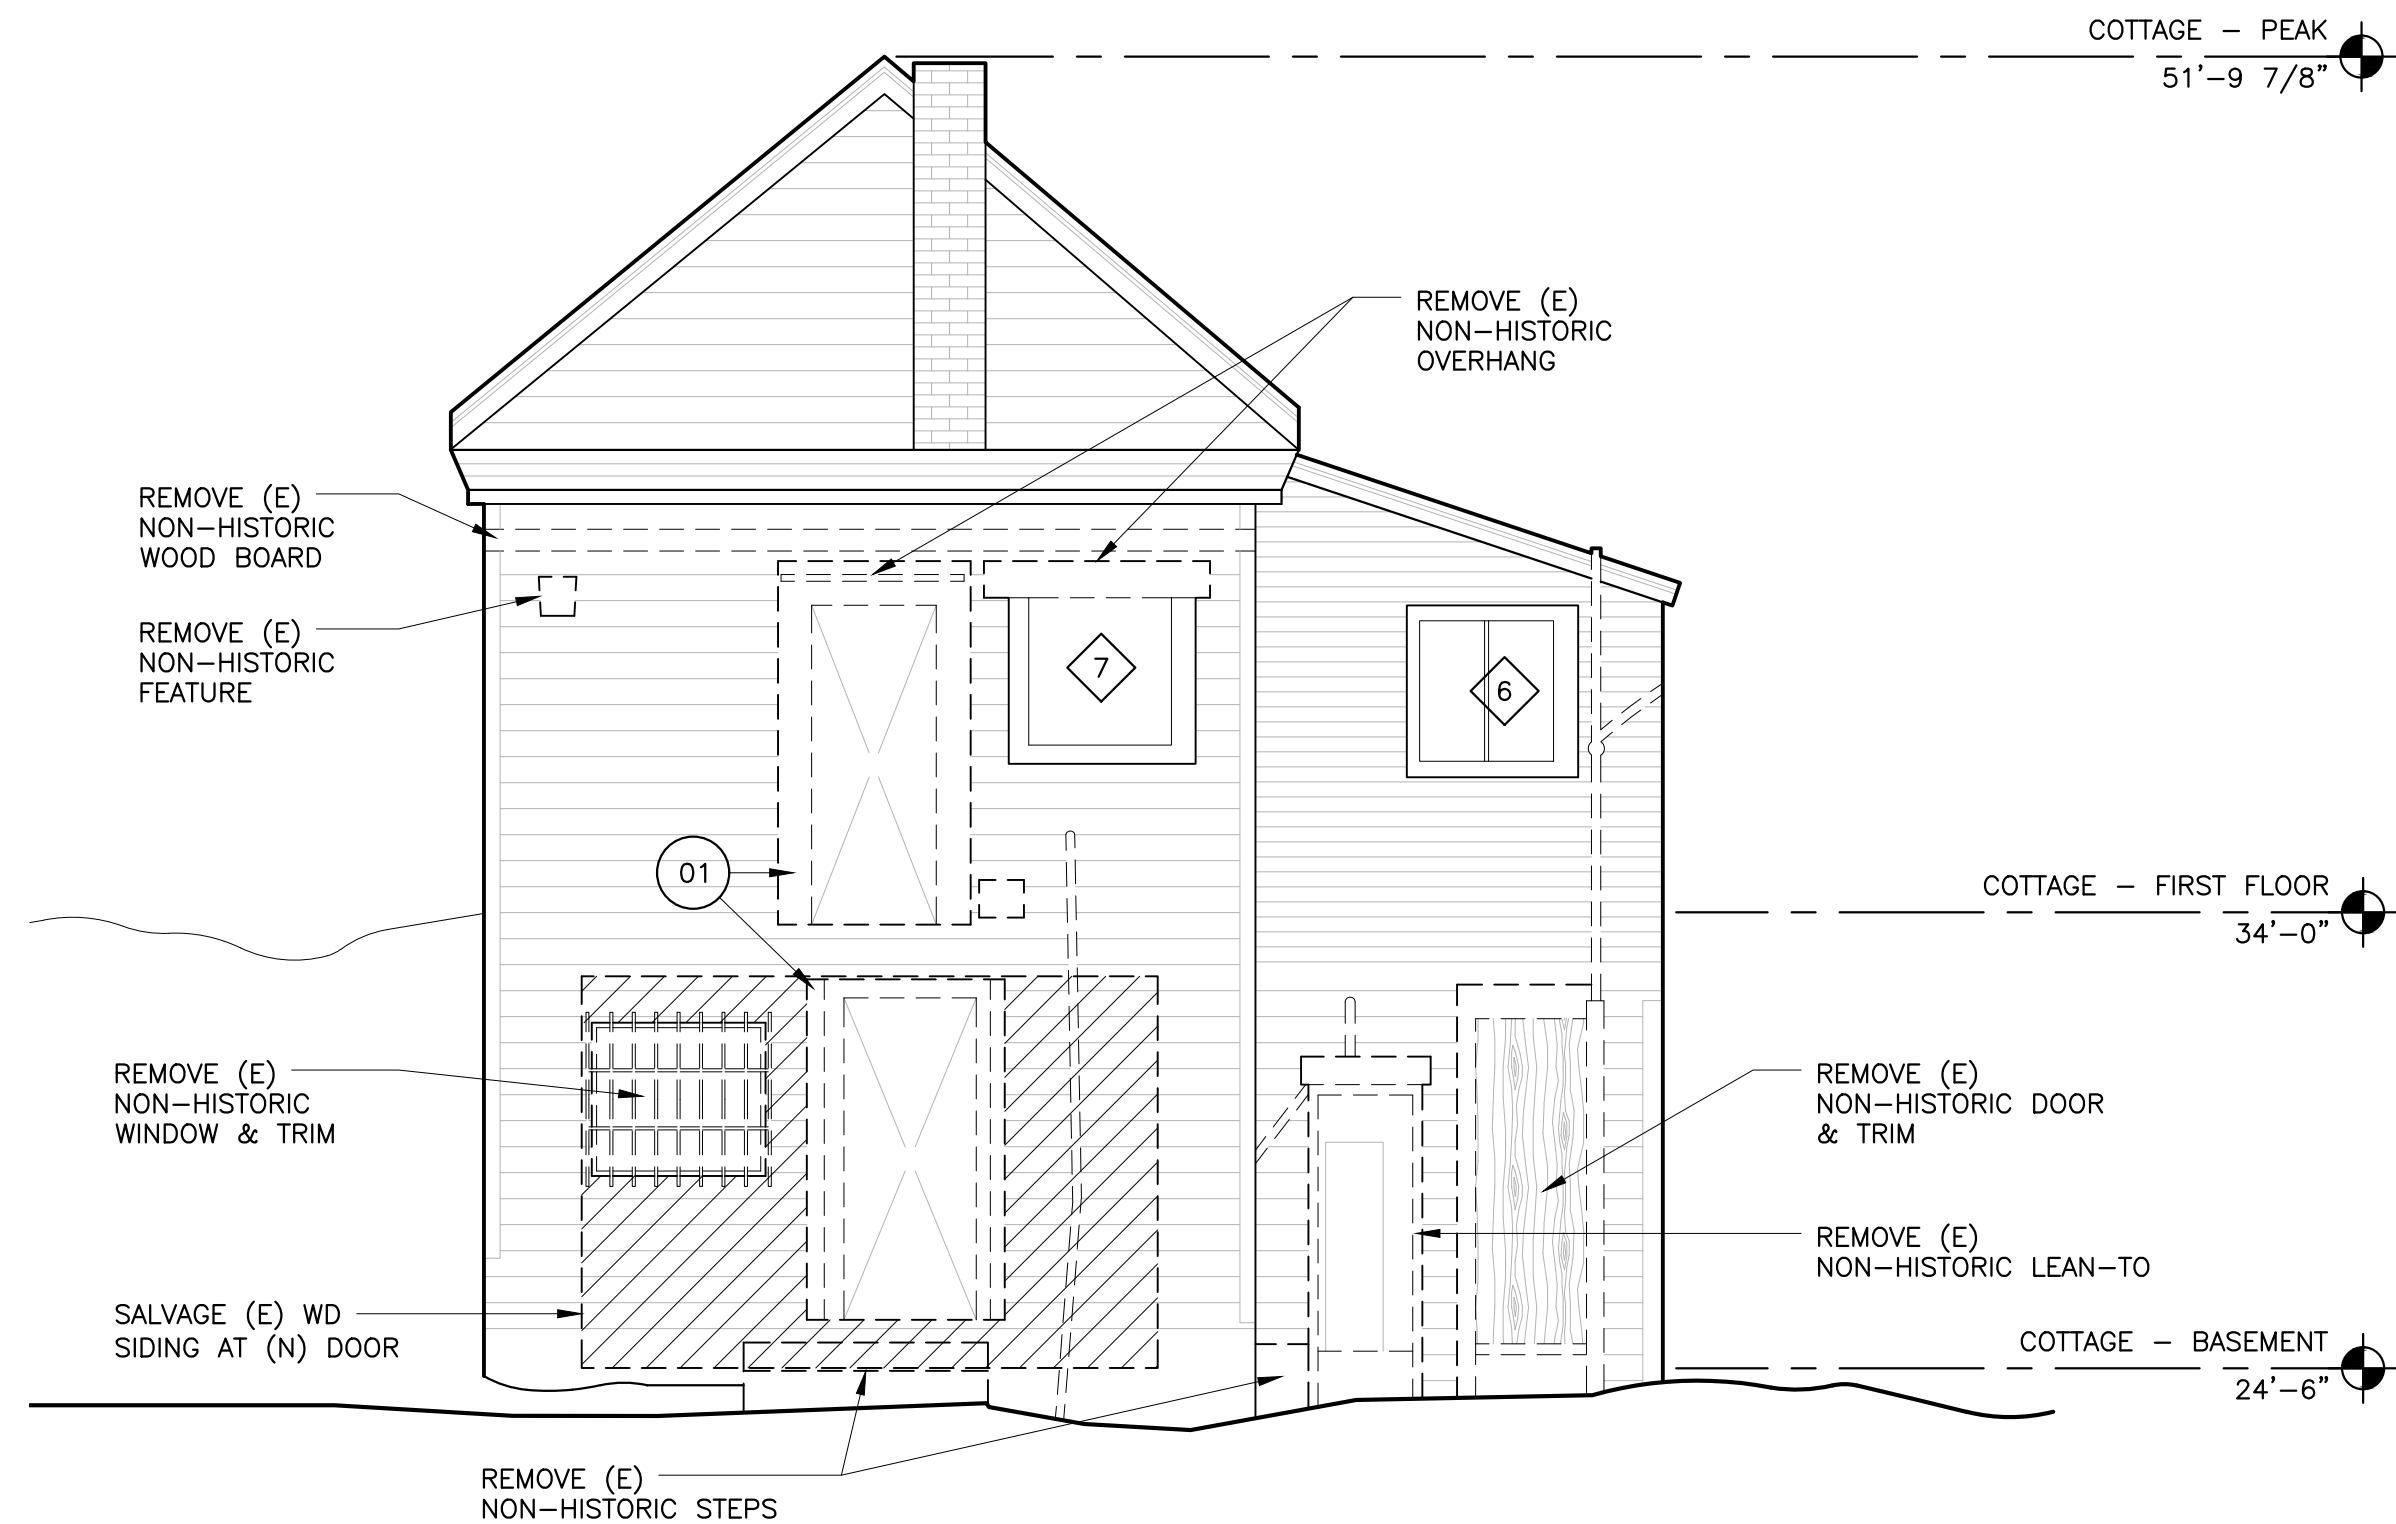 COTTAGE – PEAK
51'–9 7/8"
REMOVE (E)
NON–HISTORIC
OVERHANG
REMOVE (E)
NON–HISTORIC
WOOD BOARD
REMOVE (E)
NON–HISTORIC
FEATURE
7
6
01
COTTAGE – FIRST FLOOR
34'–0"
REMOVE (E)
NON–HISTORIC
WINDOW & TRIM
REMOVE (E)
NON–HISTORIC DOOR
& TRIM
REMOVE (E)
NON–HISTORIC LEAN–TO
SALVAGE (E) WD
SIDING AT (N) DOOR
COTTAGE – BASEMENT
24'–6"
REMOVE (E)
NON–HISTORIC STEPS